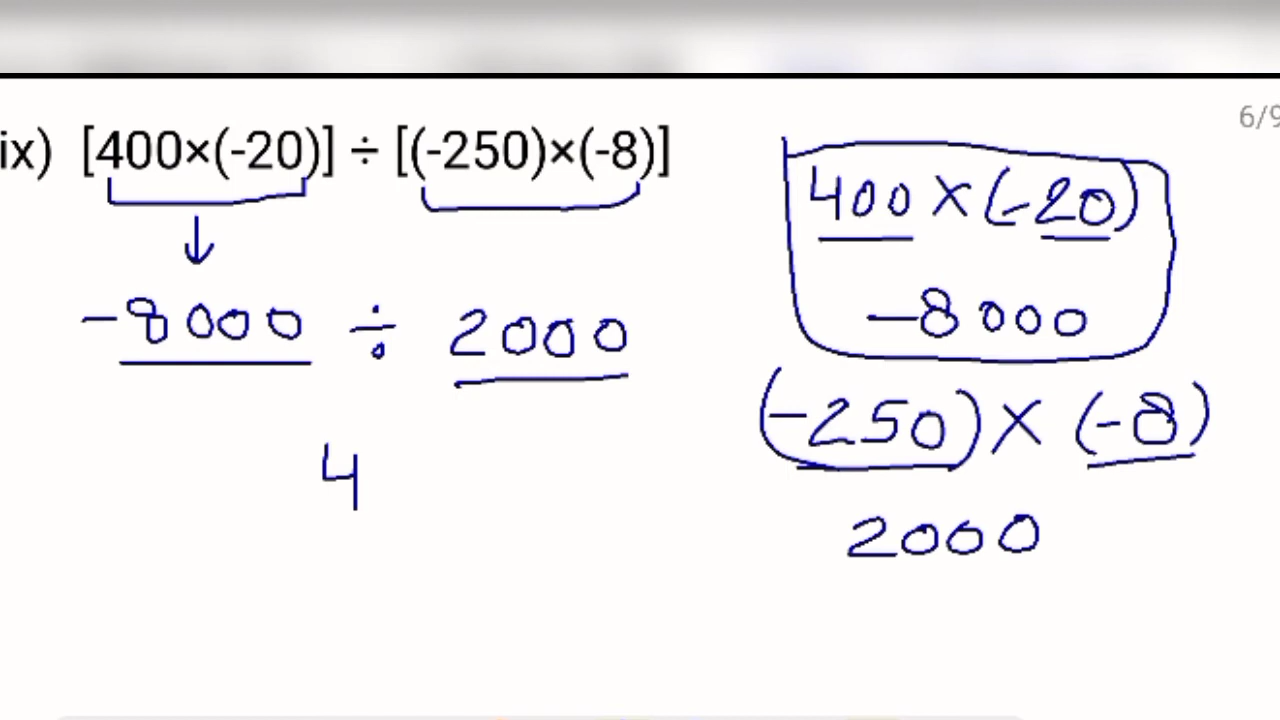 6/9
ix) [400×(-20)] ÷ [(-250)×(-8)]
400 × (-20)
-8000
-8000 ÷ 2000
(-250) × (-8)
4
2000